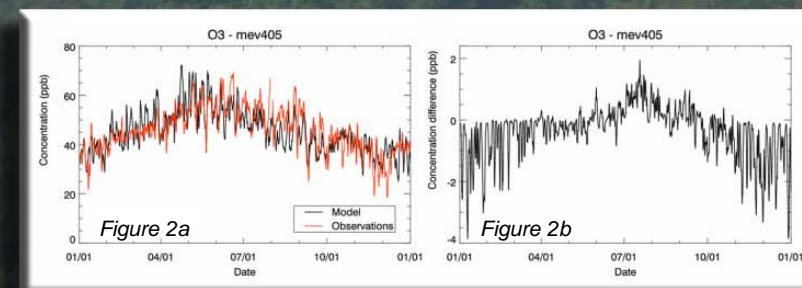 O3 - mev405
Concentration (ppb)
80
60
40
20
0
Figure 2a
Model
Observations
01/01
04/01
07/01
10/01
01/01
Date
O3 - mev405
Concentration difference (ppb)
2
0
-2
-4
Figure 2b
01/01
04/01
07/01
10/01
01/01
Date